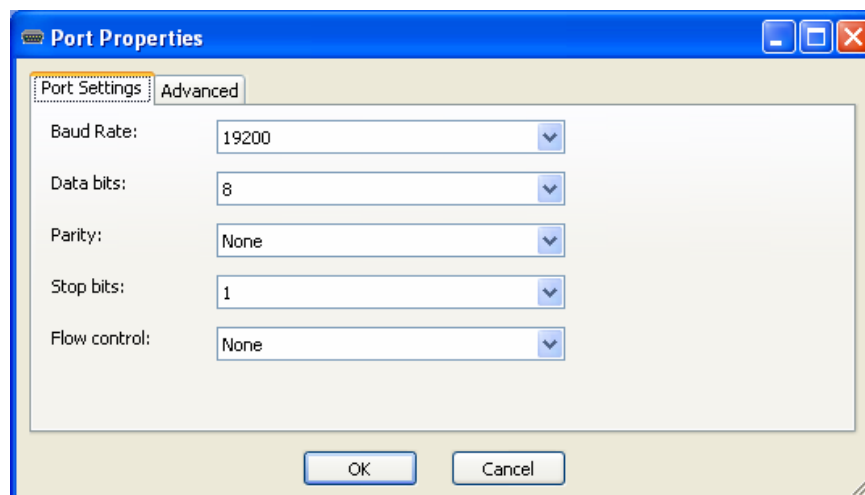 Port Properties
Port Settings Advanced
Baud Rate: 19200
Data bits: 8
Parity: None
Stop bits: 1
Flow control: None
OK Cancel